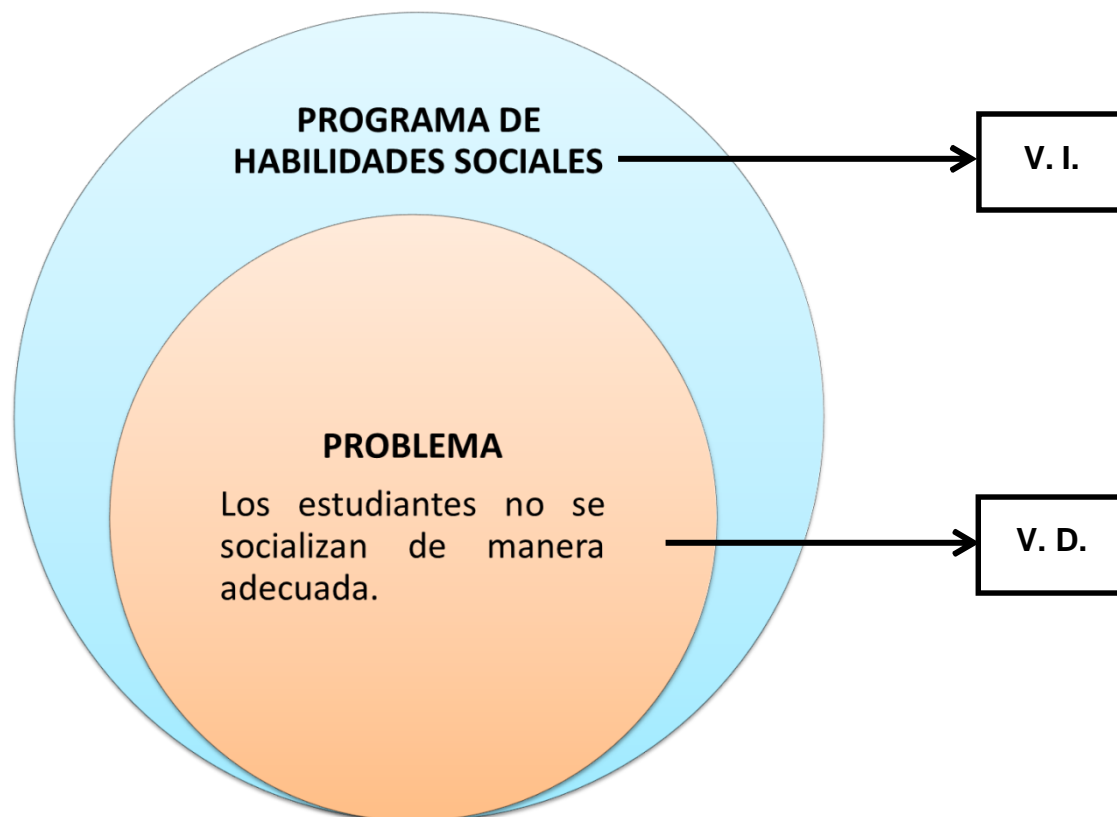 PROGRAMA DE
HABILIDADES SOCIALES
V. I.
PROBLEMA
Los estudiantes no se
socializan de manera
adecuada.
V. D.